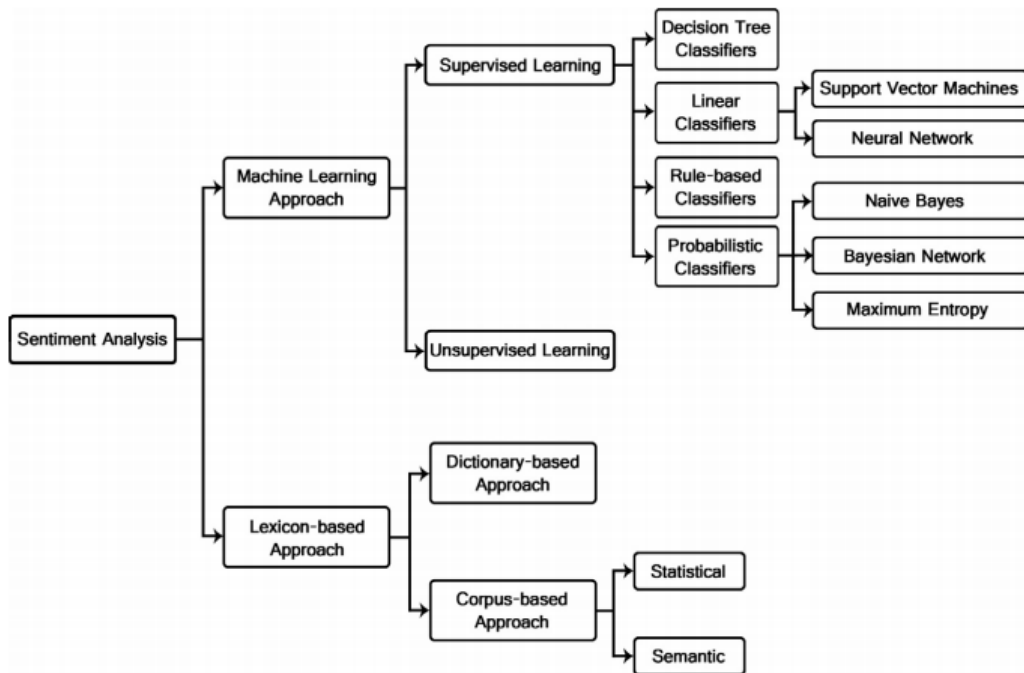 Decision Tree
Classifiers
Supervised Learning
Support Vector Machines
Linear
Classifiers
Neural Network
Machine Learning
Approach
Rule-based
Classifiers
Naive Bayes
Probabilistic
Classifiers
Bayesian Network
Maximum Entropy
Sentiment Analysis
Unsupervised Learning
Dictionary-based
Approach
Lexicon-based
Approach
Statistical
Corpus-based
Approach
Semantic